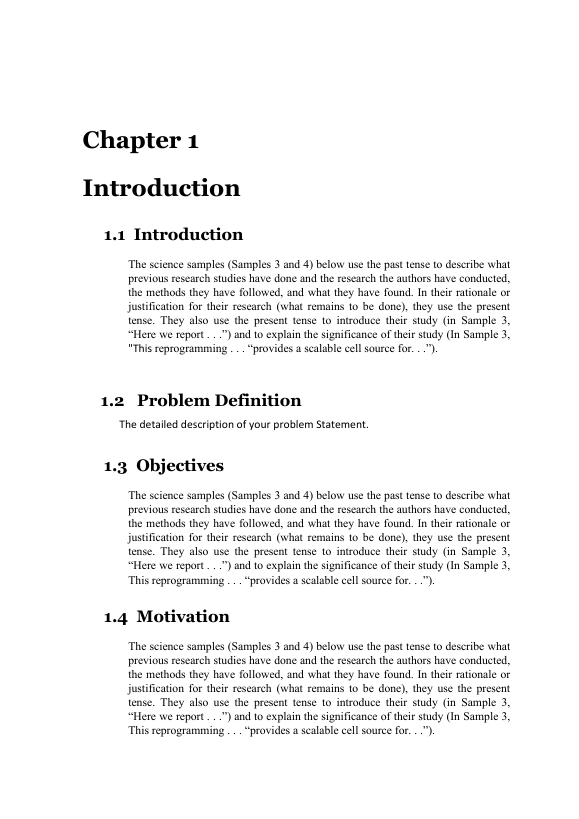 Chapter 1
Introduction
1.1 Introduction
The science samples (Samples 3 and 4) below use the past tense to describe what
previous research studies have done and the research the authors have conducted,
the methods they have followed, and what they have found. In their rationale or
justification for their research (what remains to be done), they use the present
tense. They also use the present tense to introduce their study (in Sample 3,
“Here we report . . .”) and to explain the significance of their study (In Sample 3,
"This reprogramming . . . “provides a scalable cell source for. . .”).
1.2 Problem Definition
The detailed description of your problem Statement.
1.3 Objectives
The science samples (Samples 3 and 4) below use the past tense to describe what
previous research studies have done and the research the authors have conducted,
the methods they have followed, and what they have found. In their rationale or
justification for their research (what remains to be done), they use the present
tense. They also use the present tense to introduce their study (in Sample 3,
“Here we report . . .”) and to explain the significance of their study (In Sample 3,
This reprogramming . . . “provides a scalable cell source for. . .”).
1.4 Motivation
The science samples (Samples 3 and 4) below use the past tense to describe what
previous research studies have done and the research the authors have conducted,
the methods they have followed, and what they have found. In their rationale or
justification for their research (what remains to be done), they use the present
tense. They also use the present tense to introduce their study (in Sample 3,
“Here we report . . .”) and to explain the significance of their study (In Sample 3,
This reprogramming . . . “provides a scalable cell source for. . .”).